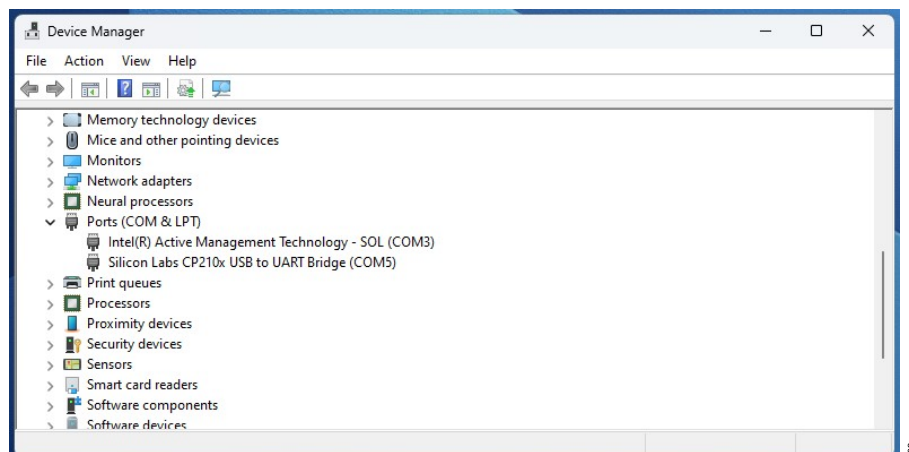 Device Manager
File Action View Help
Memory technology devices
Mice and other pointing devices
Monitors
Network adapters
Neural processors
Ports (COM & LPT)
Intel(R) Active Management Technology - SOL (COM3)
Silicon Labs CP210x USB to UART Bridge (COM5)
Print queues
Processors
Proximity devices
Security devices
Sensors
Smart card readers
Software components
Software devices